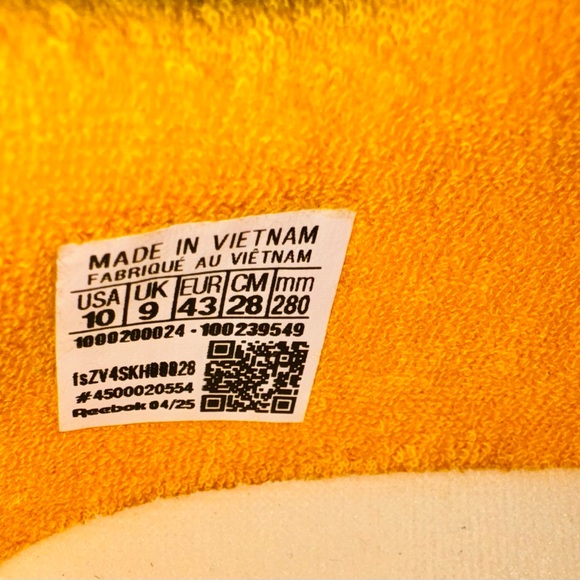 MADE IN VIETNAM
FABRIQUÉ AU VIÊTNAM
USA UK EUR CM mm
10 9 43 28 280
1000200024 - 100239549
#4500020554
Reebok 04/25